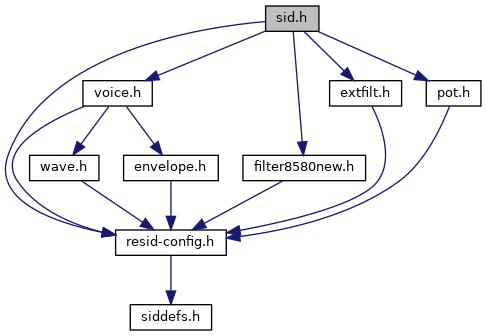 sid.h
voice.h
extfilt.h
pot.h
wave.h
envelope.h
filter8580new.h
resid-config.h
siddefs.h